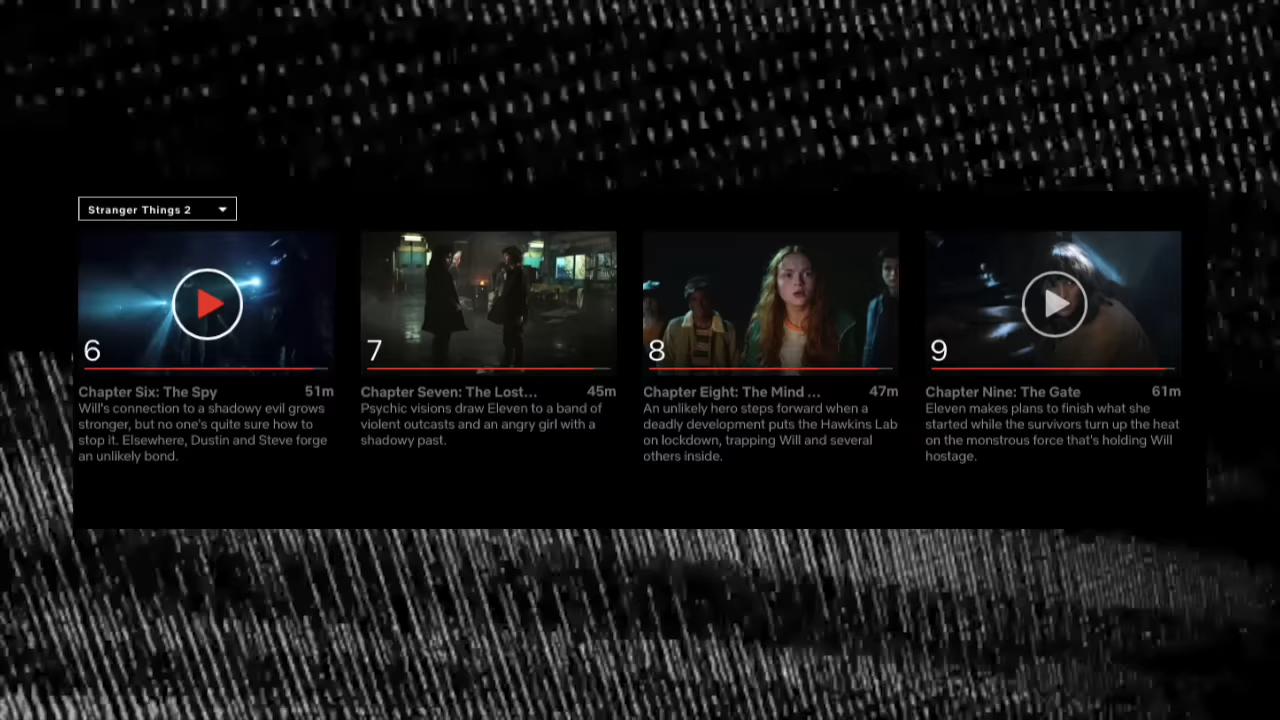 Stranger Things 2
6
Chapter Six: The Spy 51m
Will's connection to a shadowy evil grows
stronger, but no one's quite sure how to
stop it. Elsewhere, Dustin and Steve forge
an unlikely bond.
7
Chapter Seven: The Lost... 45m
Psychic visions draw Eleven to a band of
violent outcasts and an angry girl with a
shadowy past.
8
Chapter Eight: The Mind ... 47m
An unlikely hero steps forward when a
deadly development puts the Hawkins Lab
on lockdown, trapping Will and several
others inside.
9
Chapter Nine: The Gate 61m
Eleven makes plans to finish what she
started while the survivors turn up the heat
on the monstrous force that's holding Will
hostage.